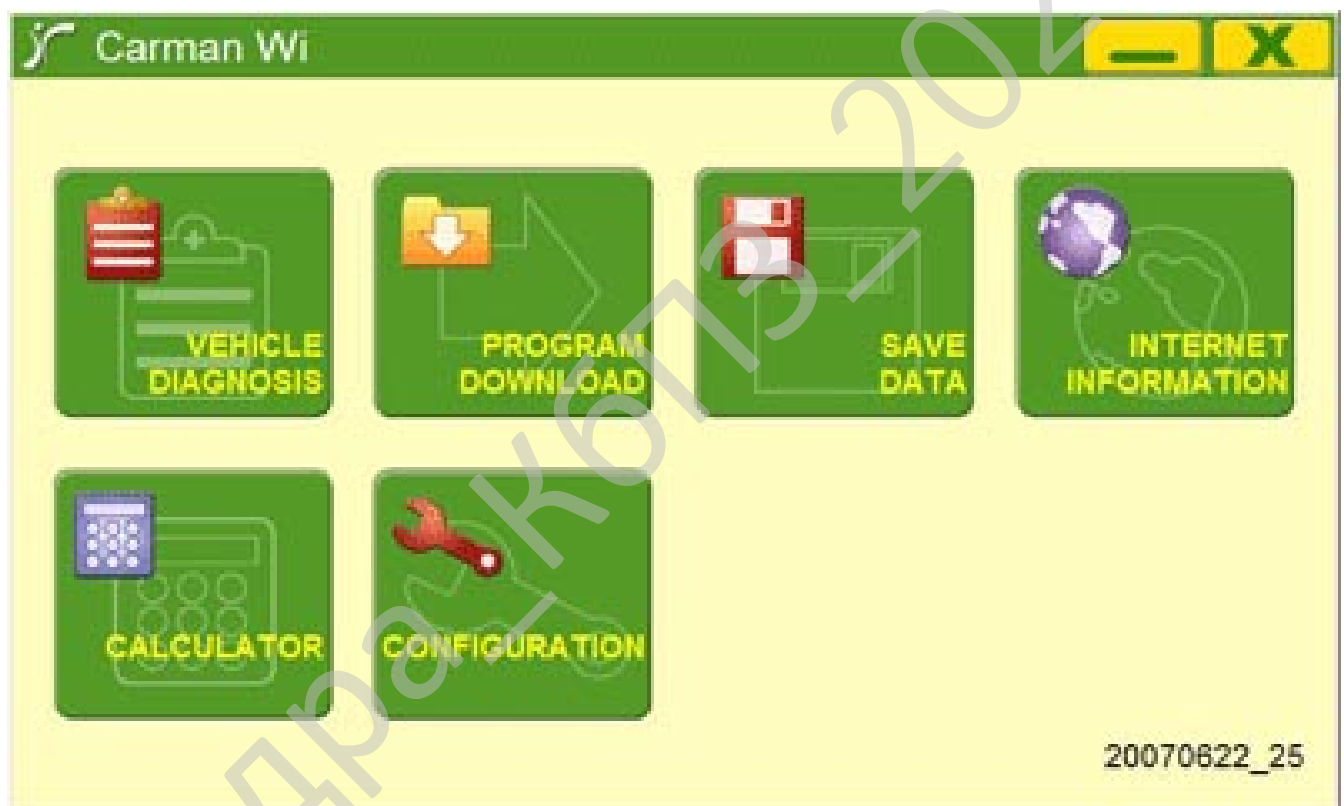 Carman Wi
VEHICLE
DIAGNOSIS
PROGRAM
DOWNLOAD
SAVE
DATA
INTERNET
INFORMATION
CALCULATOR
CONFIGURATION
20070622_25